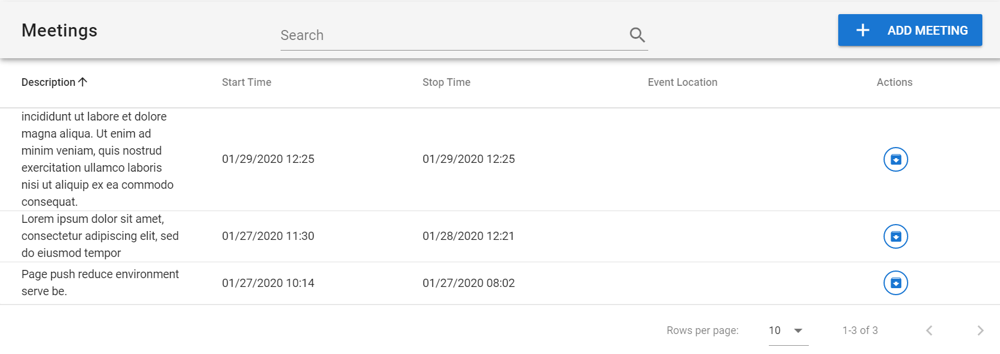 Meetings
Search
ADD MEETING
Description
Start Time
Stop Time
Event Location
Actions
incididunt ut labore et dolore
magna aliqua. Ut enim ad
minim veniam, quis nostrud
exercitation ullamco laboris
nisi ut aliquip ex ea commodo
consequat.
01/29/2020 12:25
01/29/2020 12:25
Lorem ipsum dolor sit amet,
consectetur adipiscing elit, sed
do eiusmod tempor
01/27/2020 11:30
01/28/2020 12:21
Page push reduce environment
serve be.
01/27/2020 10:14
01/27/2020 08:02
Rows per page:
10
1-3 of 3